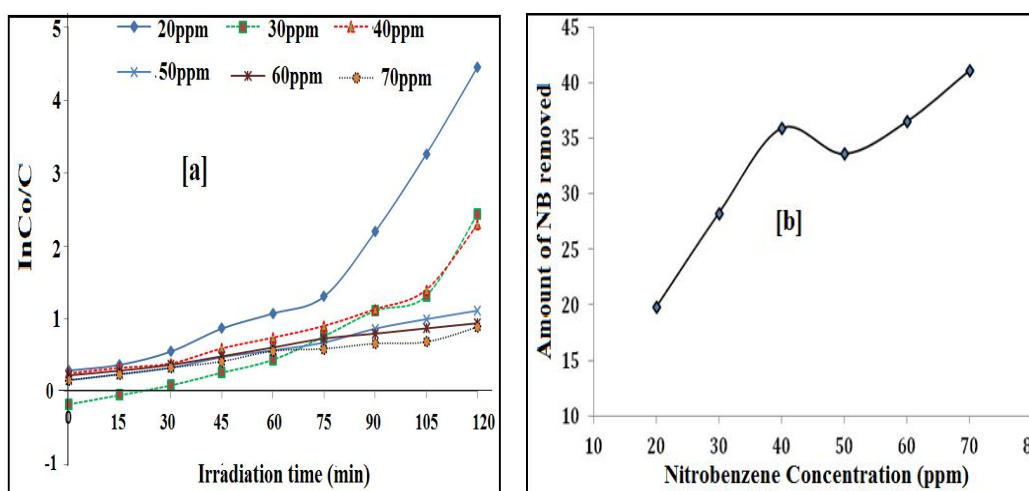 5
4
3
2
1
0
-1
lnCo/C
20ppm 30ppm 40ppm
50ppm 60ppm 70ppm
[a]
0 15 30 45 60 75 90 105 120
Irradiation time (min)
45
40
35
30
25
20
15
10
Amount of NB removed
[b]
10 20 30 40 50 60 70 8
Nitrobenzene Concentration (ppm)